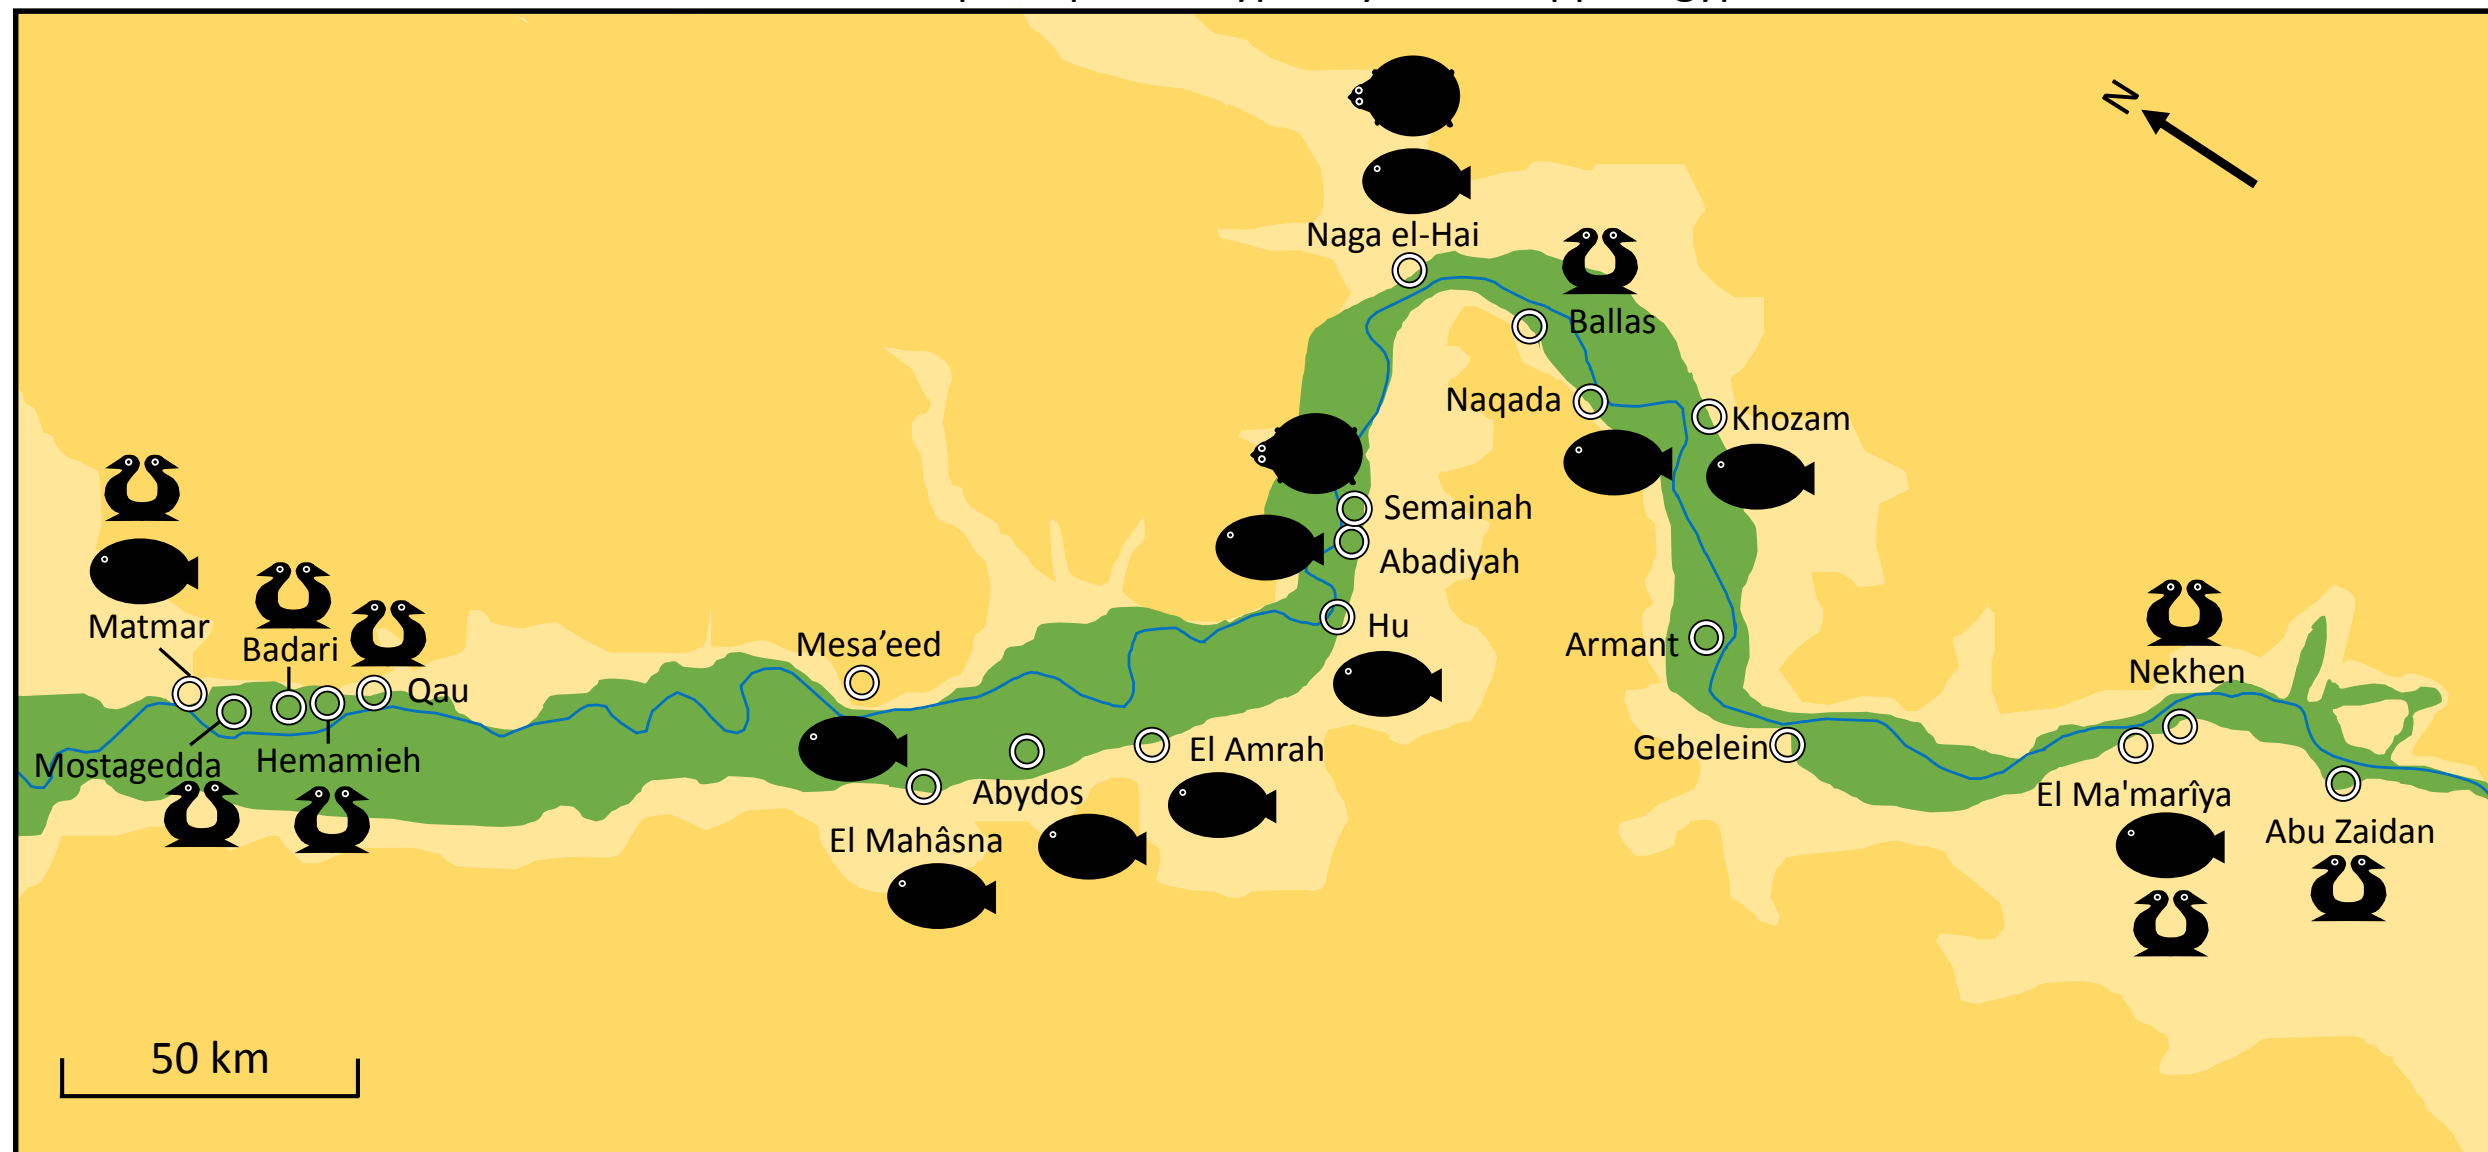 N
Naga el-Hai
Ballas
Naqada
Khozam
Semainah
Abadiyah
Hu
Matmar
Badari
Qau
Mesa’eed
Armant
Nekhen
Mostagedda
Hemamieh
El Amrah
Abydos
El Mahâsna
Gebelein
El Ma'marîya
Abu Zaidan
50 km